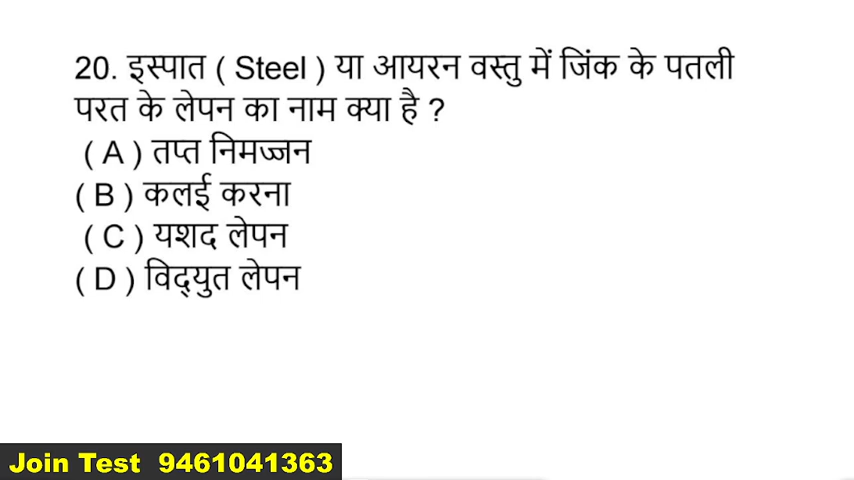 20. इस्पात ( Steel ) या आयरन वस्तु में जिंक के पतली
परत के लेपन का नाम क्या है ?
( A ) तप्त निमज्जन
( B ) कलई करना
( C ) यशद लेपन
( D ) विद्‌युत लेपन
Join Test 9461041363